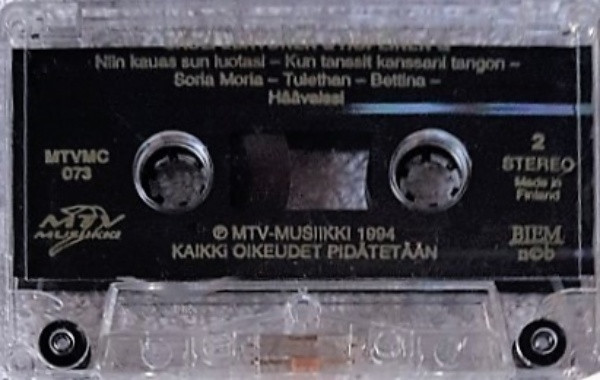 Niin kauas sun luotasi – Kun tanssit kanssani tangon –
Soria Moria – Tulethan – Bettina –
Häävalssi
MTVMC
073
2
STEREO
Made in
Finland
MTV
MUSIIKKI
℗ MTV-MUSIIKKI 1994
KAIKKI OIKEUDET PIDÄTETÄÄN
BIEM
n©b